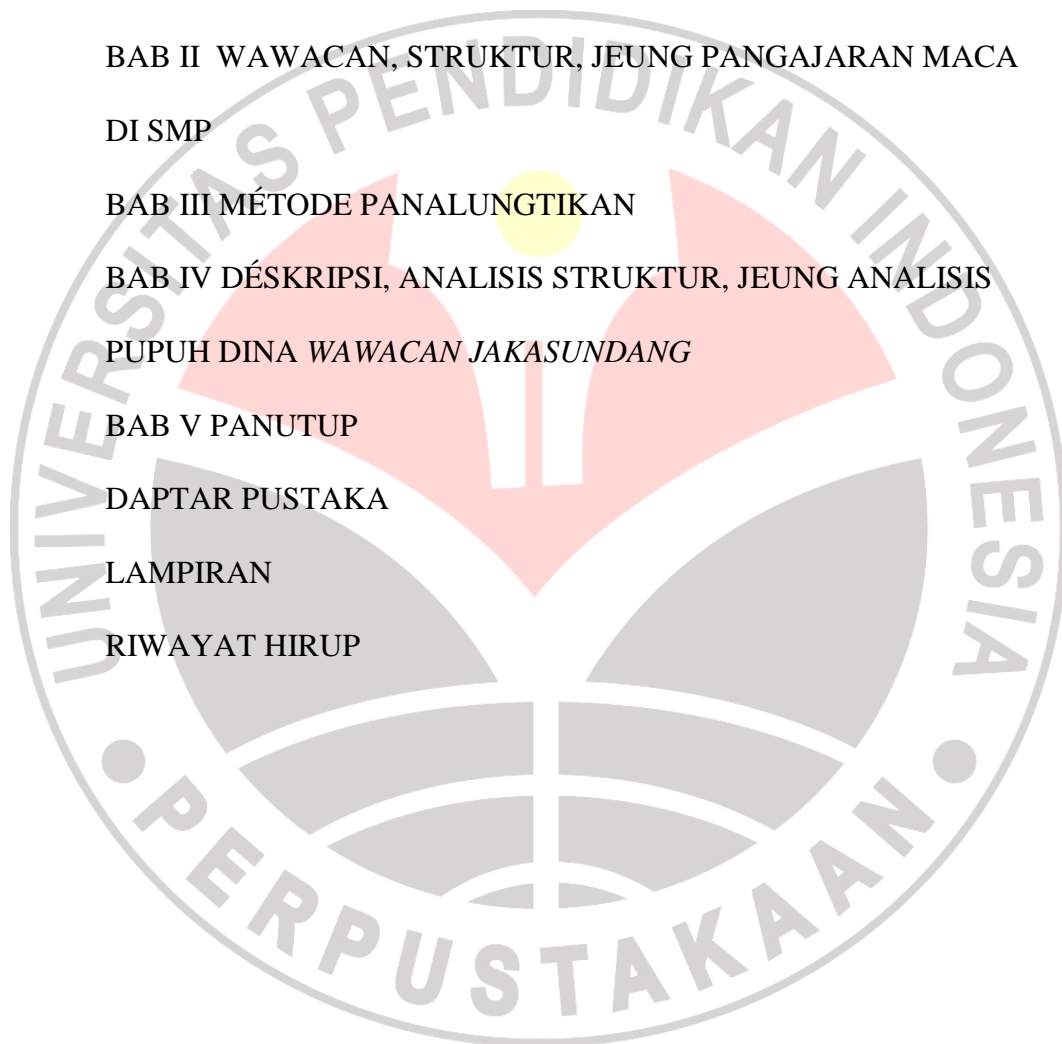 BAB II WAWACAN, STRUKTUR, JEUNG PANGAJARAN MACA
DI SMP
BAB III MÉTODE PANALUNGTIKAN
BAB IV DÉSKRIPSI, ANALISIS STRUKTUR, JEUNG ANALISIS
PUPUH DINA WAWACAN JAKASUNDANG
BAB V PANUTUP
DAPTAR PUSTAKA
LAMPIRAN
RIWAYAT HIRUP
UNIVERSITAS PENDIDIKAN INDONESIA
PERPUSTAKAAN